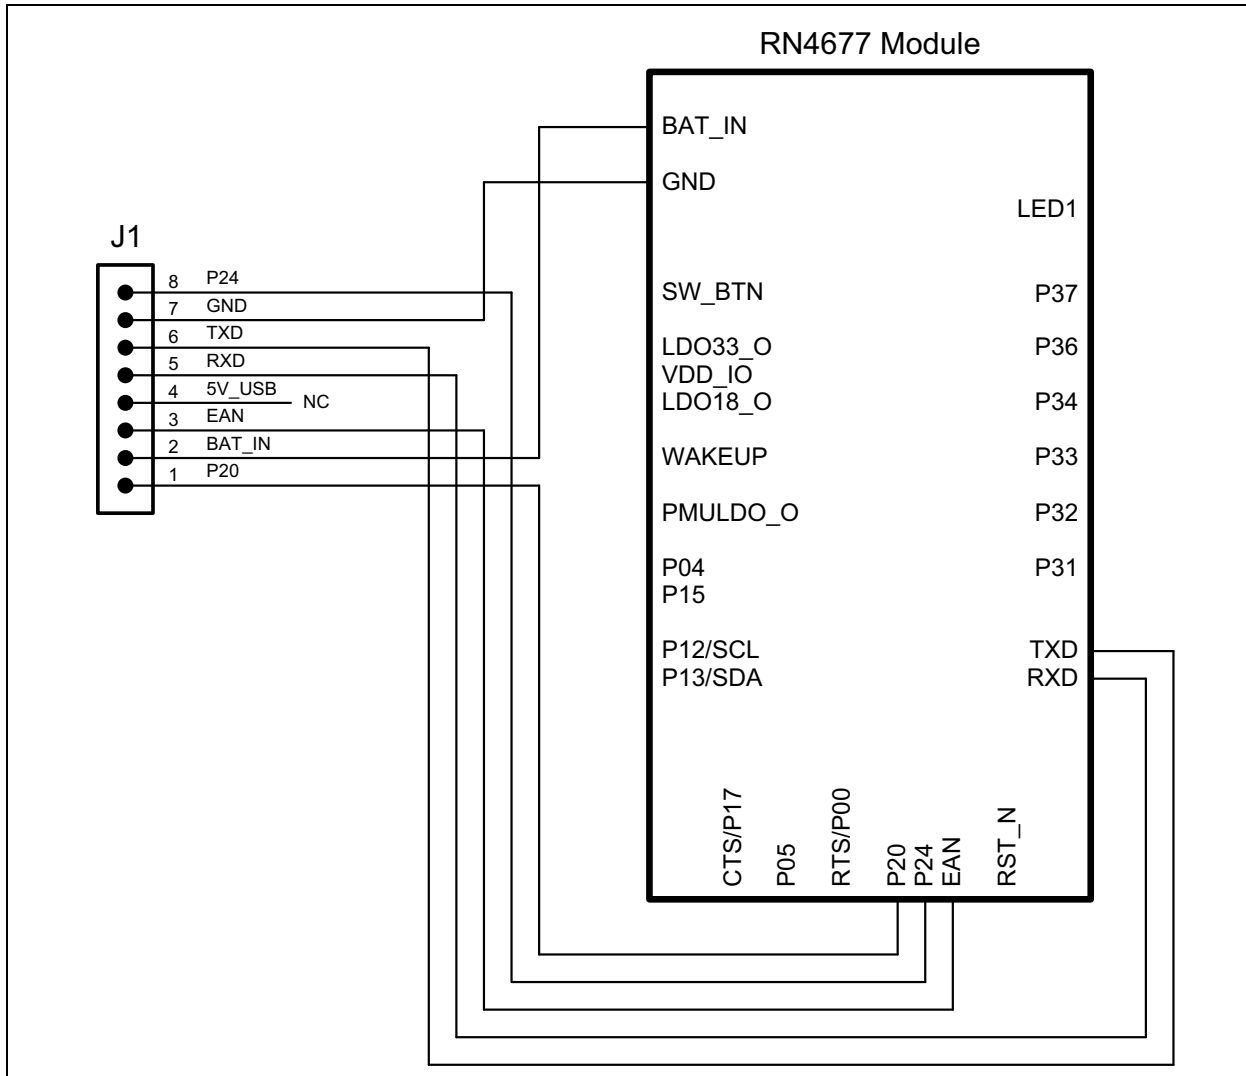 RN4677 Module
BAT_IN
GND
LED1
J1
8 P24
7 GND
6 TXD
5 RXD
4 5V_USB NC
3 EAN
2 BAT_IN
1 P20
SW_BTN P37
LDO33_O P36
VDD_IO
LDO18_O P34
WAKEUP P33
PMULDO_O P32
P04 P31
P15
P12/SCL TXD
P13/SDA RXD
CTS/P17
P05
RTS/P00
P20
P24
EAN
RST_N